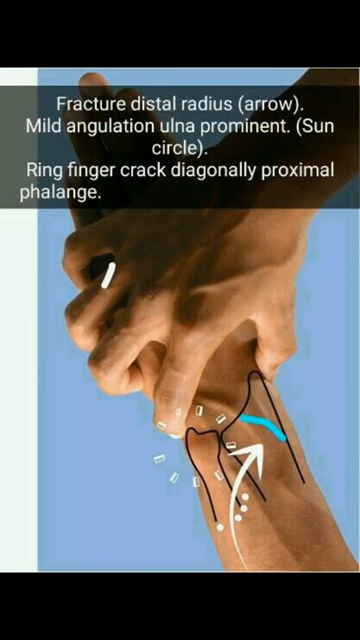 Fracture distal radius (arrow).
Mild angulation ulna prominent. (Sun
circle).
Ring finger crack diagonally proximal
phalange.